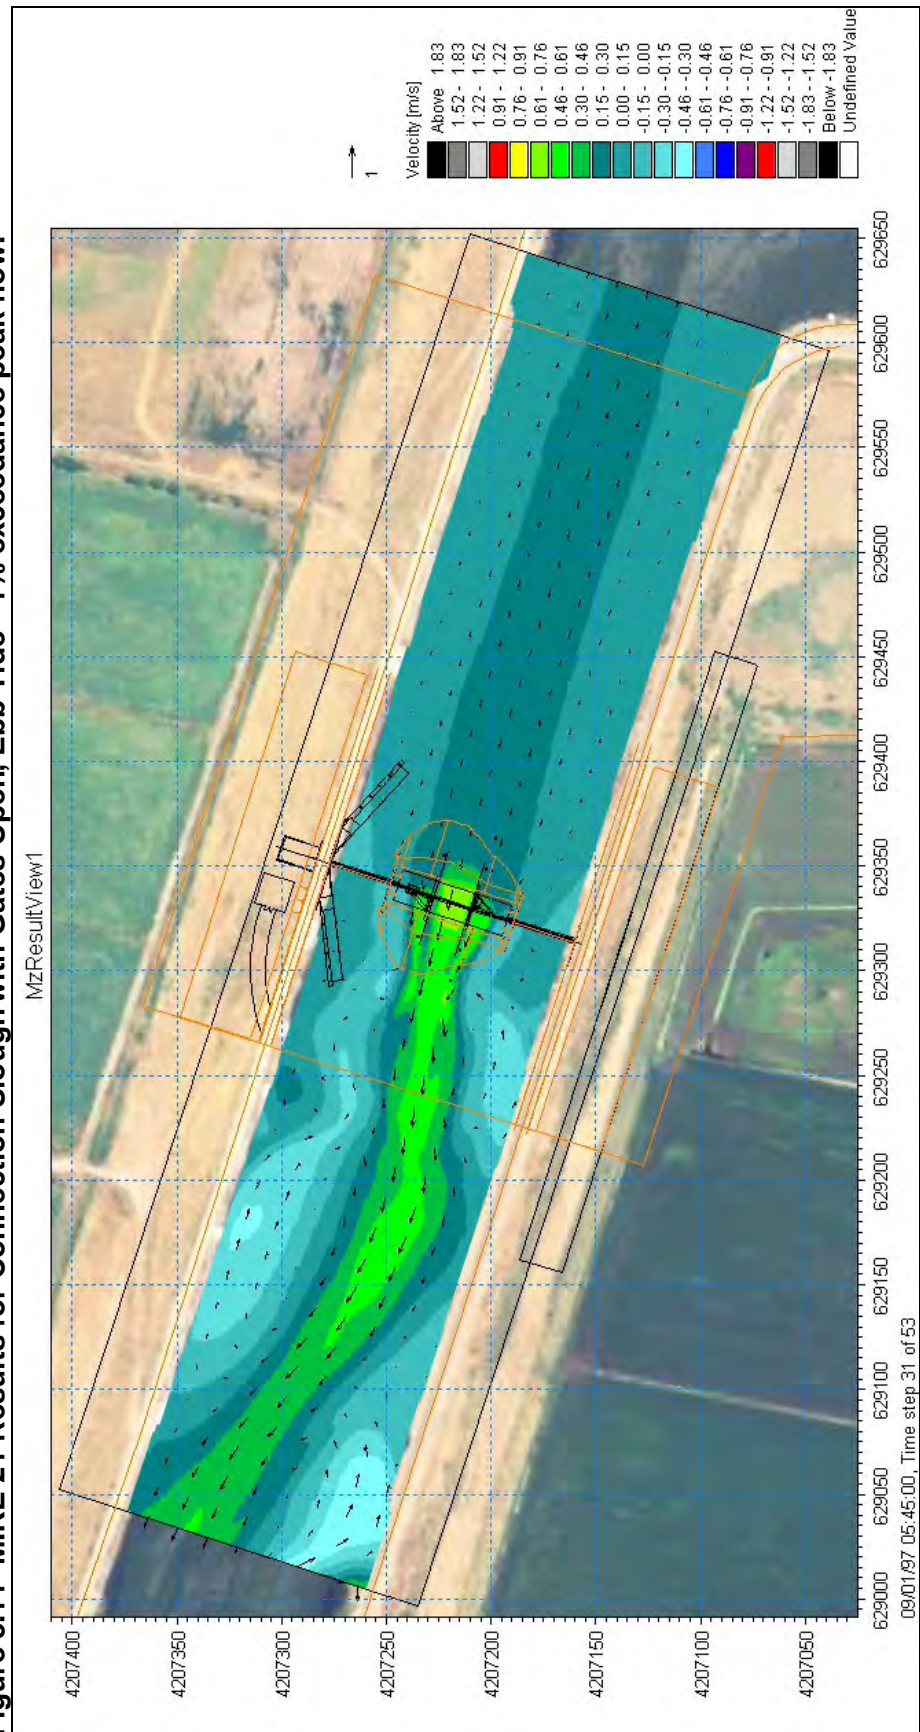 Figure MIKE 21 Results for Connection Slough with Gates Open, Ebb Tide - 1% exceedance peak flow
MzResultView1
4207400
4207350
4207300
4207250
4207200
4207150
4207100
4207050
629000
629050
629100
629150
629200
629250
629300
629350
629400
629450
629500
629550
629600
629650
09/01/97 05:45:00, Time step 31 of 53
1
Velocity [m/s]
Above 1.83
1.52 - 1.83
1.22 - 1.52
0.91 - 1.22
0.76 - 0.91
0.61 - 0.76
0.46 - 0.61
0.30 - 0.46
0.15 - 0.30
0.00 - 0.15
-0.15 - 0.00
-0.30 - -0.15
-0.46 - -0.30
-0.61 - -0.46
-0.76 - -0.61
-0.91 - -0.76
-1.22 - -0.91
-1.52 - -1.22
-1.83 - -1.52
Below -1.83
Undefined Value